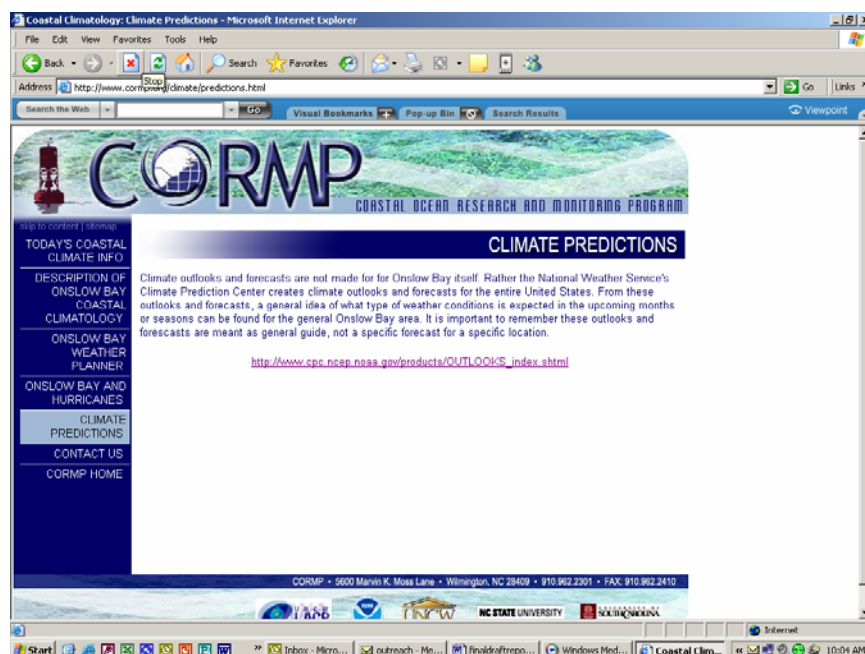 Coastal Climatology: Climate Predictions - Microsoft Internet Explorer
File Edit View Favorites Tools Help
Back Search Favorites
Stop
Address http://www.cormp.org/climate/predictions.html Go Links
Search the Web Go Visual Bookmarks Pop-up Bin Search Results Viewpoint
CORMP
COASTAL OCEAN RESEARCH AND MONITORING PROGRAM
skip to content | sitemap
TODAY'S COASTAL
CLIMATE INFO
DESCRIPTION OF
ONSLOW BAY
COASTAL
CLIMATOLOGY
ONSLOW BAY
WEATHER
PLANNER
ONSLOW BAY AND
HURRICANES
CLIMATE
PREDICTIONS
CONTACT US
CORMP HOME
CLIMATE PREDICTIONS
Climate outlooks and forecasts are not made for for Onslow Bay itself. Rather the National Weather Service's
Climate Prediction Center creates climate outlooks and forecasts for the entire United States. From these
outlooks and forecasts, a general idea of what type of weather conditions is expected in the upcoming months
or seasons can be found for the general Onslow Bay area. It is important to remember these outlooks and
forescasts are meant as general guide, not a specific forecast for a specific location.
http://www.cpc.ncep.noaa.gov/products/OUTLOOKS_index.shtml
CORMP • 5600 Marvin K. Moss Lane • Wilmington, NC 28409 • 910.962.2301 • FAX: 910.962.2410
UNCW NC STATE UNIVERSITY SOUTH CAROLINA
Internet
Start Inbox - Micro... outreach - Me... finaldraftrepo... Windows Med... Coastal Clim... 10:04 AM